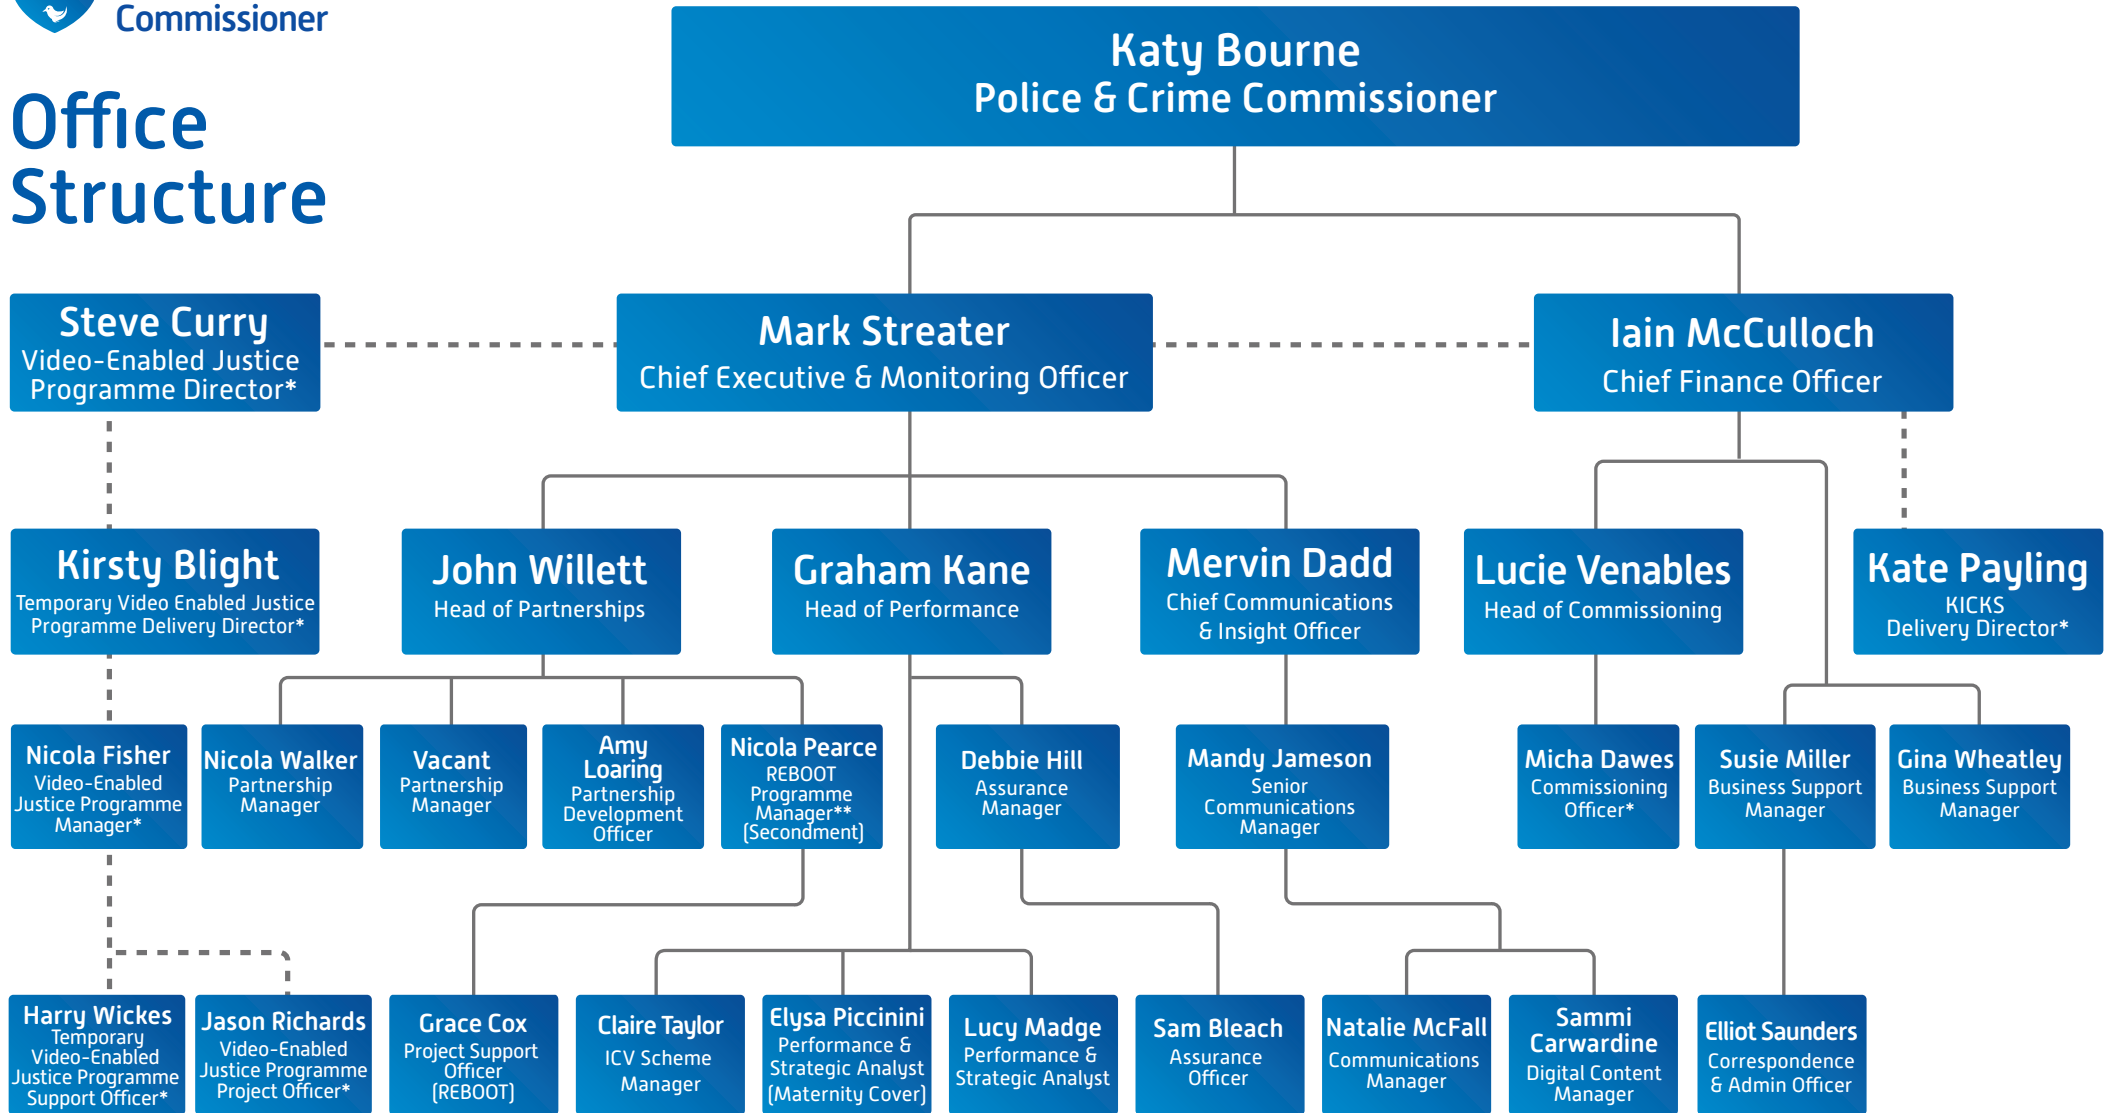 Commissioner
Office
Structure
Katy Bourne
Police & Crime Commissioner
Steve Curry
Video-Enabled Justice
Programme Director*
Mark Streater
Chief Executive & Monitoring Officer
Iain McCulloch
Chief Finance Officer
Kirsty Blight
Temporary Video Enabled Justice
Programme Delivery Director*
John Willett
Head of Partnerships
Graham Kane
Head of Performance
Mervin Dadd
Chief Communications
& Insight Officer
Lucie Venables
Head of Commissioning
Kate Payling
KICKS
Delivery Director*
Nicola Fisher
Video-Enabled
Justice Programme
Manager*
Nicola Walker
Partnership
Manager
Vacant
Partnership
Manager
Amy
Loaring
Partnership
Development
Officer
Nicola Pearce
REBOOT
Programme
Manager**
(Secondment)
Debbie Hill
Assurance
Manager
Mandy Jameson
Senior
Communications
Manager
Micha Dawes
Commissioning
Officer*
Susie Miller
Business Support
Manager
Gina Wheatley
Business Support
Manager
Harry Wickes
Temporary
Video-Enabled
Justice Programme
Support Officer*
Jason Richards
Video-Enabled
Justice Programme
Project Officer*
Grace Cox
Project Support
Officer
(REBOOT)
Claire Taylor
ICV Scheme
Manager
Elysa Piccinini
Performance &
Strategic Analyst
(Maternity Cover)
Lucy Madge
Performance &
Strategic Analyst
Sam Bleach
Assurance
Officer
Natalie McFall
Communications
Manager
Sammi
Carwardine
Digital Content
Manager
Elliot Saunders
Correspondence
& Admin Officer